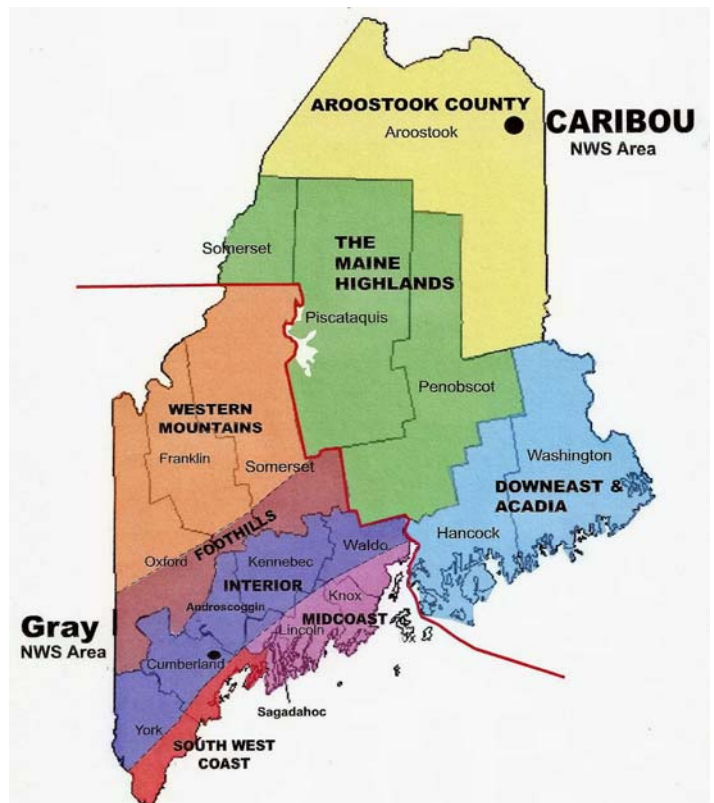 AROOSTOOK COUNTY
Aroostook
CARIBOU
NWS Area
Somerset
THE
MAINE
HIGHLANDS
Piscataquis
Penobscot
WESTERN
MOUNTAINS
Franklin
Somerset
Washington
DOWNEAST &
ACADIA
Hancock
FOOTHILLS
Oxford
Kennebec
Waldo
INTERIOR
Androscoggin
Knox
MIDCOAST
Lincoln
Gray
NWS Area
Cumberland
Sagadahoc
York
SOUTH WEST
COAST